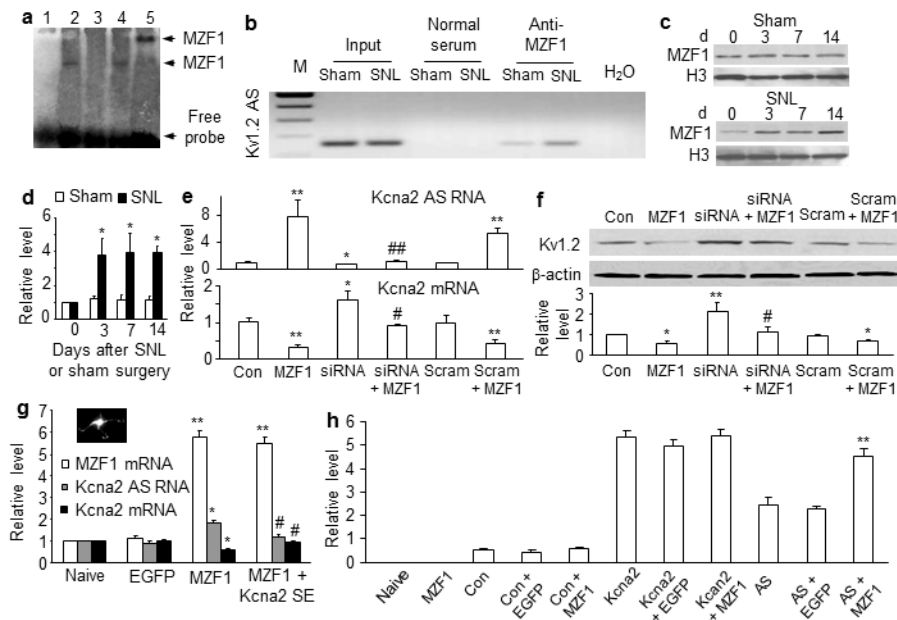 a
1 2 3 4 5
MZF1
MZF1
Free
probe
b
Input
Normal
serum
Anti-
MZF1
M
Sham SNL
Sham SNL
Sham SNL
H2O
Kv1.2 AS
c
Sham
d 0 3 7 14
MZF1
H3
SNL
d 0 3 7 14
MZF1
H3
d
Sham SNL
Relative level
6
4
2
0
* * *
0 3 7 14
Days after SNL
or sham surgery
e
Kcna2 AS RNA
Relative level
8
4
0
** * ## **
Kcna2 mRNA
2
1
0
** * # **
Con MZF1 siRNA siRNA + MZF1 Scram Scram + MZF1
f
Con MZF1 siRNA siRNA + MZF1 Scram Scram + MZF1
Kv1.2
β-actin
Relative
level
3
2
1
0
* ** # *
Con MZF1 siRNA siRNA + MZF1 Scram Scram + MZF1
g
Relative level
7
6
5
4
3
2
1
0
MZF1 mRNA
Kcna2 AS RNA
Kcna2 mRNA
** * * ** # #
Naive EGFP MZF1 MZF1 +
Kcna2 SE
h
Relative level
6
5
4
3
2
1
0
**
Naive
MZF1
Con
Con + EGFP
Con + MZF1
Kcna2
Kcna2 + EGFP
Kcan2 + MZF1
AS
AS + EGFP
AS + MZF1